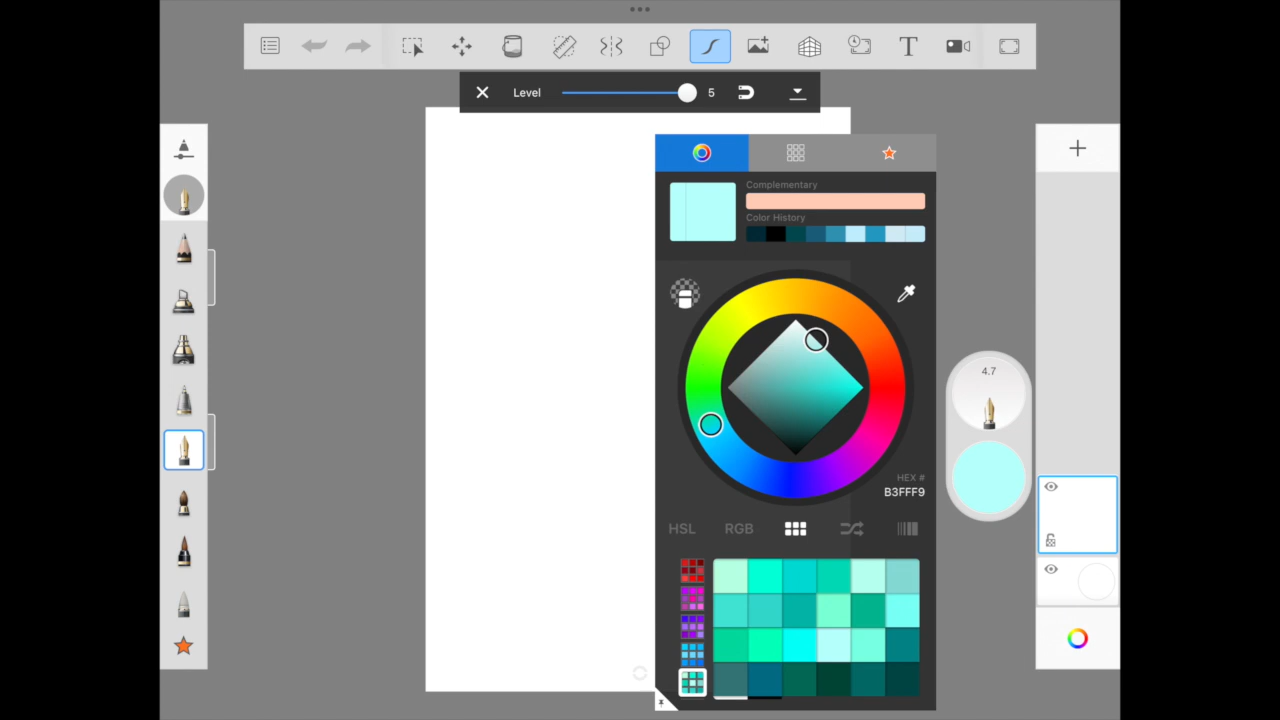 T
Level 5
Complementary
Color History
4.7
HEX #
B3FFF9
HSL RGB